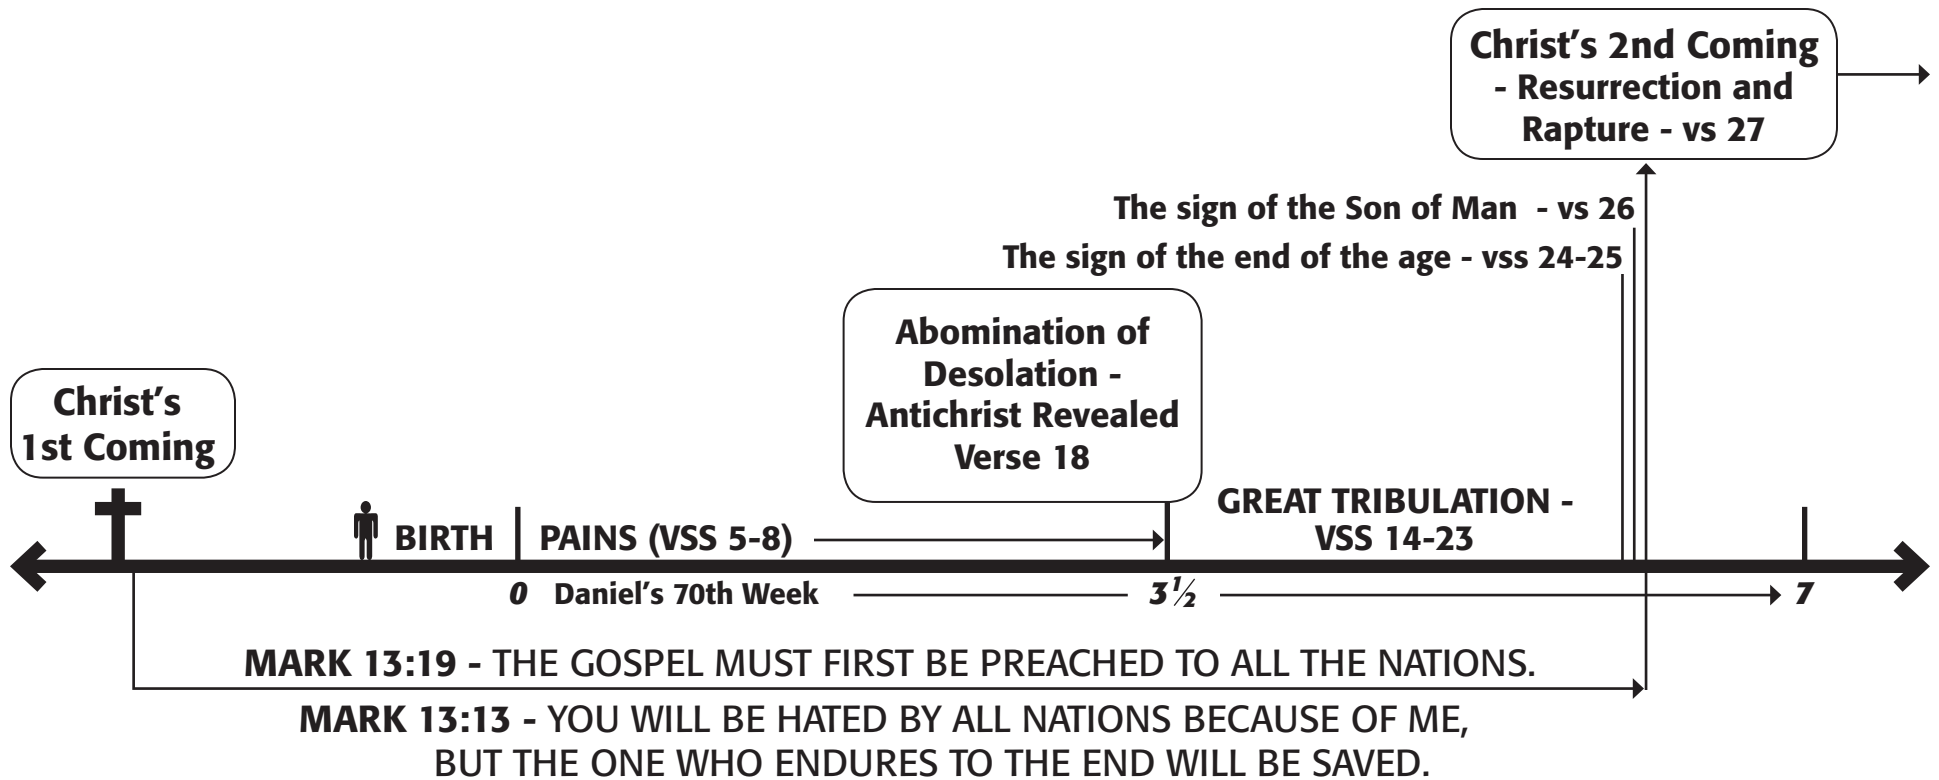 Christ's 2nd Coming
- Resurrection and
Rapture - vs 27
The sign of the Son of Man - vs 26
The sign of the end of the age - vss 24-25
Abomination of
Desolation -
Antichrist Revealed
Verse 18
Christ's
1st Coming
GREAT TRIBULATION -
VSS 14-23
BIRTH PAINS (VSS 5-8)
0 Daniel's 70th Week 3 ½ 7
MARK 13:19 - THE GOSPEL MUST FIRST BE PREACHED TO ALL THE NATIONS.
MARK 13:13 - YOU WILL BE HATED BY ALL NATIONS BECAUSE OF ME,
BUT THE ONE WHO ENDURES TO THE END WILL BE SAVED.